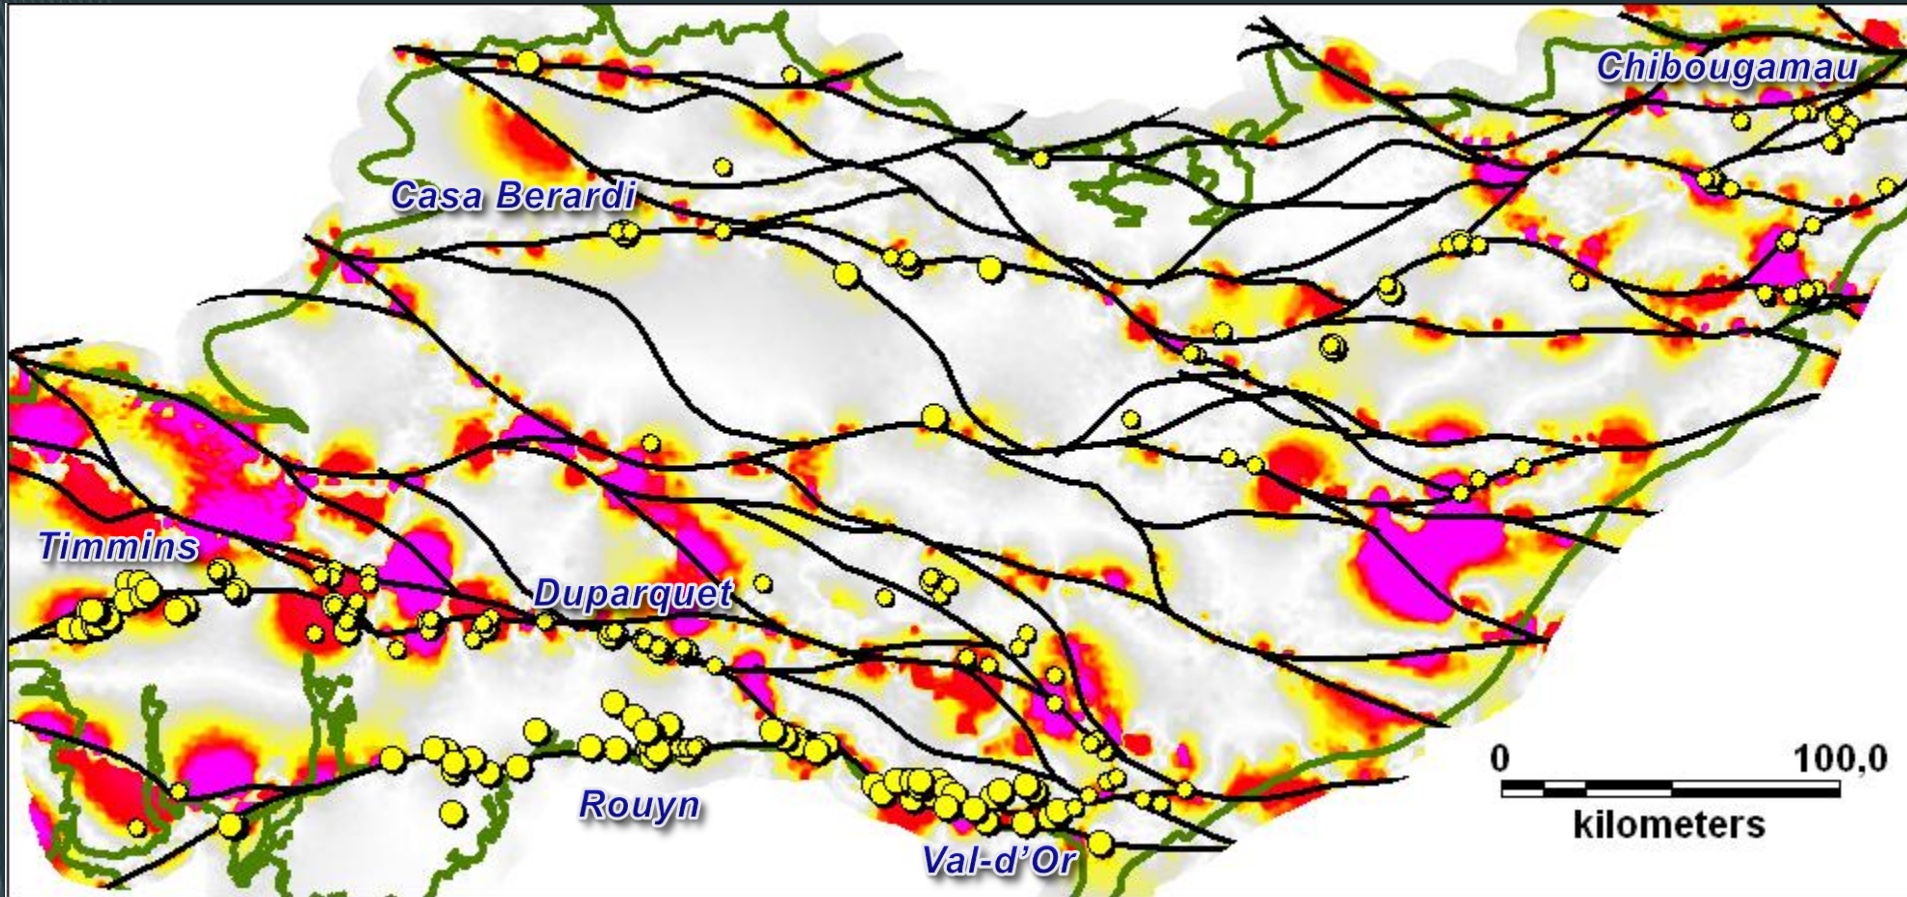 Chibougamau
Casa Berardi
Timmins
Duparquet
Rouyn
Val-d’Or
0 100,0
kilometers